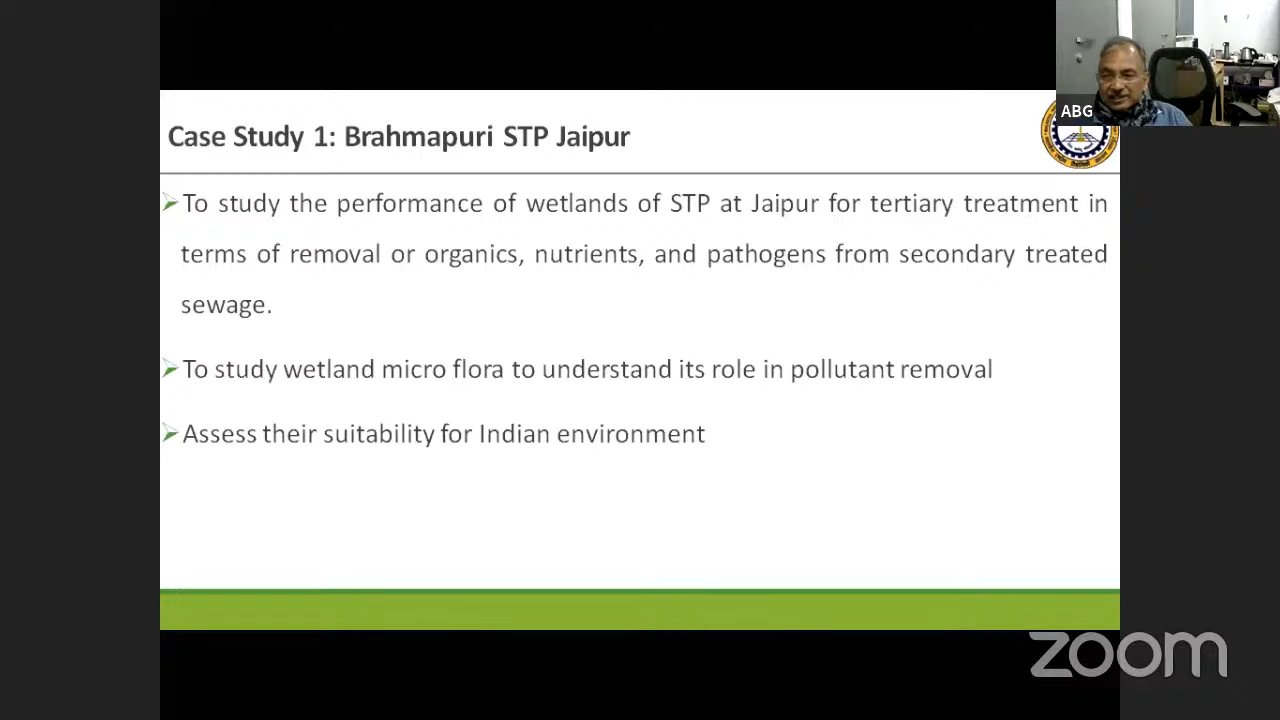 ABG
Case Study 1: Brahmapuri STP Jaipur
To study the performance of wetlands of STP at Jaipur for tertiary treatment in
terms of removal or organics, nutrients, and pathogens from secondary treated
sewage.
To study wetland micro flora to understand its role in pollutant removal
Assess their suitability for Indian environment
zoom